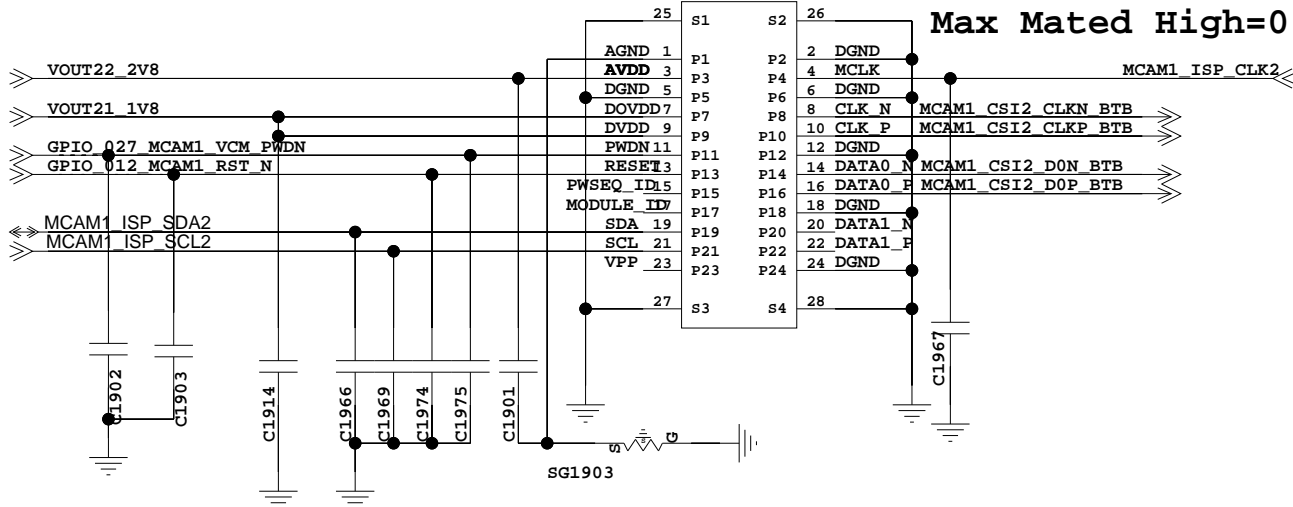 Max Mated High=0
25 S1 S2 26
AGND 1 P1 P2 2 DGND
VOUT22_2V8 AVDD 3 P3 P4 4 MCLK MCAM1_ISP_CLK2
DGND 5 P5 P6 6 DGND
VOUT21_1V8 DOVDD 7 P7 P8 8 CLK_N MCAM1_CSI2_CLKN_BTB
DVDD 9 P9 P10 10 CLK_P MCAM1_CSI2_CLKP_BTB
GPIO_027_MCAM1_VCM_PWDN PWDN 11 P11 P12 12 DGND
GPIO_012_MCAM1_RST_N RESET 13 P13 P14 14 DATA0_N MCAM1_CSI2_D0N_BTB
PWSEQ_ID 15 P15 P16 16 DATA0_P MCAM1_CSI2_D0P_BTB
MODULE_ID 17 P17 P18 18 DGND
MCAM1_ISP_SDA2 SDA 19 P19 P20 20 DATA1_N
MCAM1_ISP_SCL2 SCL 21 P21 P22 22 DATA1_P
VPP 23 P23 P24 24 DGND
27 S3 S4 28
C1902 C1903 C1914 C1966 C1969 C1974 C1975 C1901 C1967
S G
SG1903